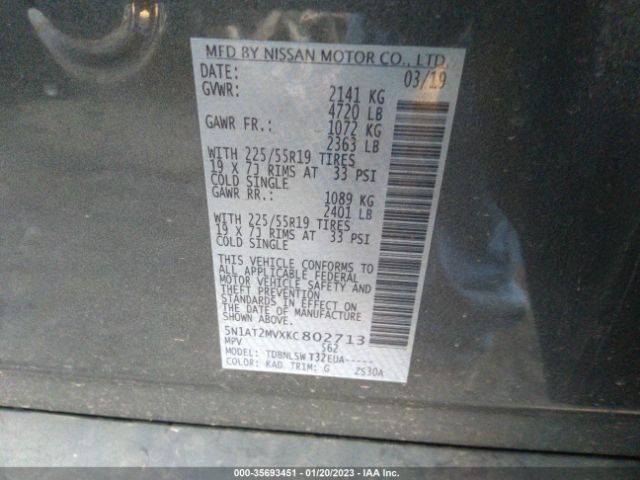 MFD BY NISSAN MOTOR CO., LTD.
DATE: 03/19
GVWR: 2141 KG
4720 LB
GAWR FR.: 1072 KG
2363 LB
WITH 225/55R19 TIRES
19 X 7J RIMS AT 33 PSI
COLD SINGLE
GAWR RR.: 1089 KG
2401 LB
WITH 225/55R19 TIRES
19 X 7J RIMS AT 33 PSI
COLD SINGLE
THIS VEHICLE CONFORMS TO
ALL APPLICABLE FEDERAL
MOTOR VEHICLE SAFETY AND
THEFT PREVENTION
STANDARDS IN EFFECT ON
THE DATE OF MANUFACTURE
SHOWN ABOVE.
5N1AT2MVXKC802713
MPV 562
MODEL: TDBNLSW T32EUA-----
COLOR: KAD TRIM: G ZS30A
000-35693451 - 01/20/2023 - IAA Inc.